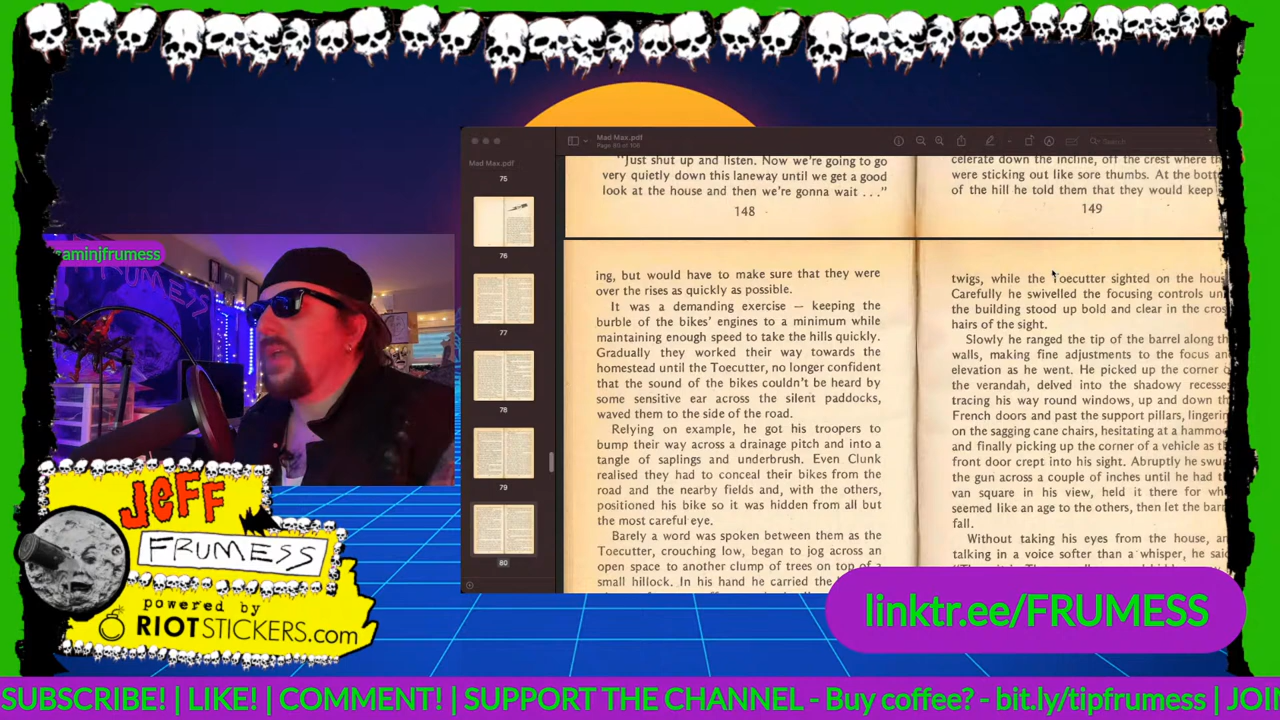 Mad Max.pdf
Page 80 of 108
Search
Mad Max.pdf
75
76
77
78
79
80
"Just shut up and listen. Now we're going to go
very quietly down this laneway until we get a good
look at the house and then we're gonna wait . . ."
148
celerate down the incline, off the crest where th
were sticking out like sore thumbs. At the bott
of the hill he told them that they would keep
149
ing, but would have to make sure that they were
over the rises as quickly as possible.
It was a demanding exercise — keeping the
burble of the bikes' engines to a minimum while
maintaining enough speed to take the hills quickly.
Gradually they worked their way towards the
homestead until the Toecutter, no longer confident
that the sound of the bikes couldn't be heard by
some sensitive ear across the silent paddocks,
waved them to the side of the road.
Relying on example, he got his troopers to
bump their way across a drainage pitch and into a
tangle of saplings and underbrush. Even Clunk
realised they had to conceal their bikes from the
road and the nearby fields and, with the others,
positioned his bike so it was hidden from all but
the most careful eye.
Barely a word was spoken between them as the
Toecutter, crouching low, began to jog across an
open space to another clump of trees on top of a
small hillock. In his hand he carried the
twigs, while the Toecutter sighted on the hous
Carefully he swivelled the focusing controls un
the building stood up bold and clear in the cros
hairs of the sight.
Slowly he ranged the tip of the barrel along th
walls, making fine adjustments to the focus an
elevation as he went. He picked up the corner o
the verandah, delved into the shadowy recesses
tracing his way round windows, up and down th
French doors and past the support pillars, lingerin
on the sagging cane chairs, hesitating at a hammoc
and finally picking up the corner of a vehicle as th
front door crept into his sight. Abruptly he swu
the gun across a couple of inches until he had t
van square in his view, held it there for wh
seemed like an age to the others, then let the barr
fall.
Without taking his eyes from the house, an
talking in a voice softer than a whisper, he said
saminjfrumess
JEFF
FRUMESS
powered by
RIOTSTICKERS.com
linktr.ee/FRUMESS
SUBSCRIBE! | LIKE! | COMMENT! | SUPPORT THE CHANNEL - Buy coffee? - bit.ly/tipfrumess | JOIN